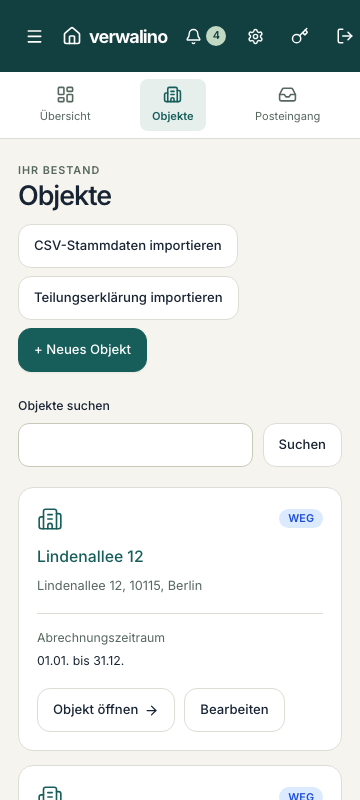 verwalino
4
Übersicht
Objekte
Posteingang
IHR BESTAND
Objekte
CSV-Stammdaten importieren
Teilungserklärung importieren
+ Neues Objekt
Objekte suchen
Suchen
WEG
Lindenallee 12
Lindenallee 12, 10115, Berlin
Abrechnungszeitraum
01.01. bis 31.12.
Objekt öffnen →
Bearbeiten
WEG